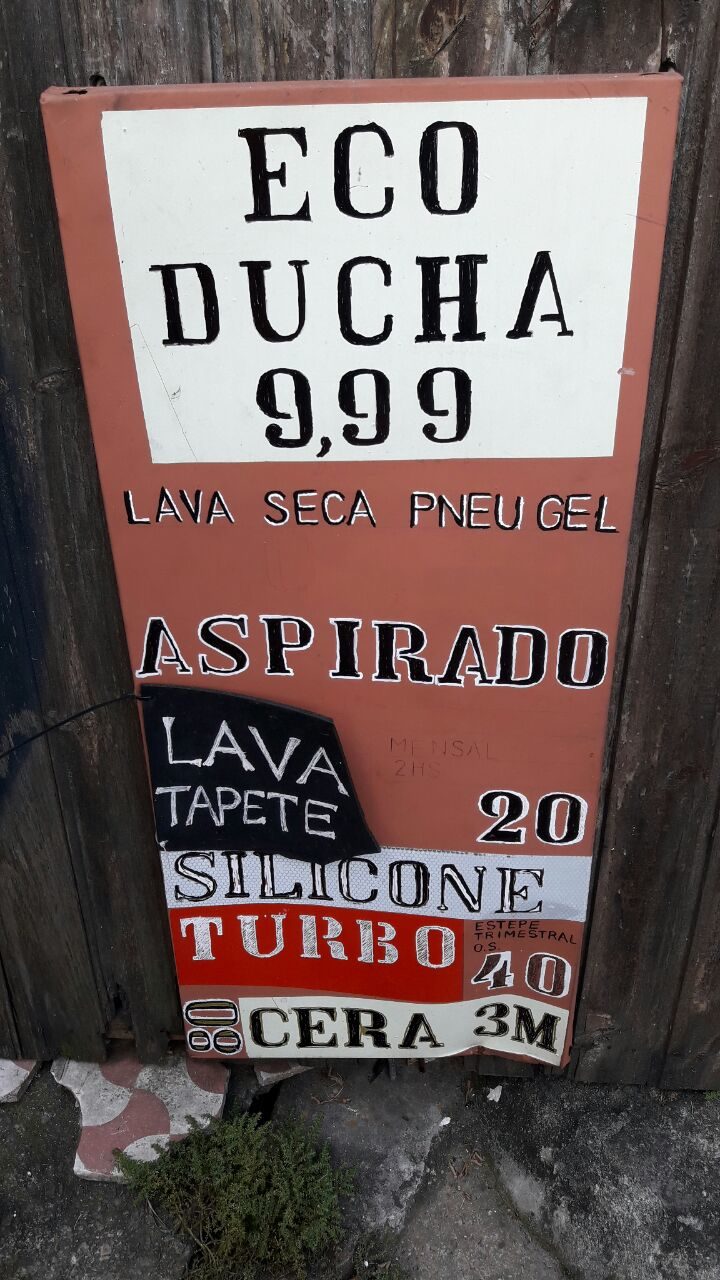 ECO
DUCHA
9,99
LAVA SECA PNEU GEL
ASPIRADO
LAVA
TAPETE
MENSAL
2HS
20
SILICONE
TURBO
ESTEPE
TRIMESTRAL
O.S.
40
80 CERA 3M